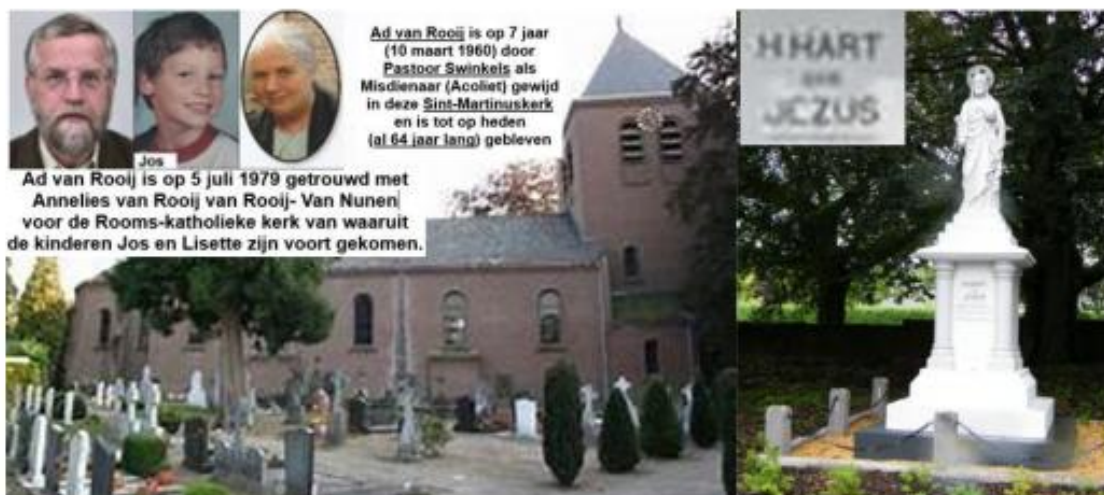 Ad van Rooij is op 7 jaar
(10 maart 1960) door
Pastoor Swinkels als
Misdienaar (Acoliet) gewijd
in deze Sint-Martinuskerk
en is tot op heden
(al 64 jaar lang) gebleven
Jos
Ad van Rooij is op 5 juli 1979 getrouwd met
Annelies van Rooij van Rooij- Van Nunen
voor de Rooms-katholieke kerk van waaruit
de kinderen Jos en Lisette zijn voort gekomen.
H.HART
VAN
JEZUS